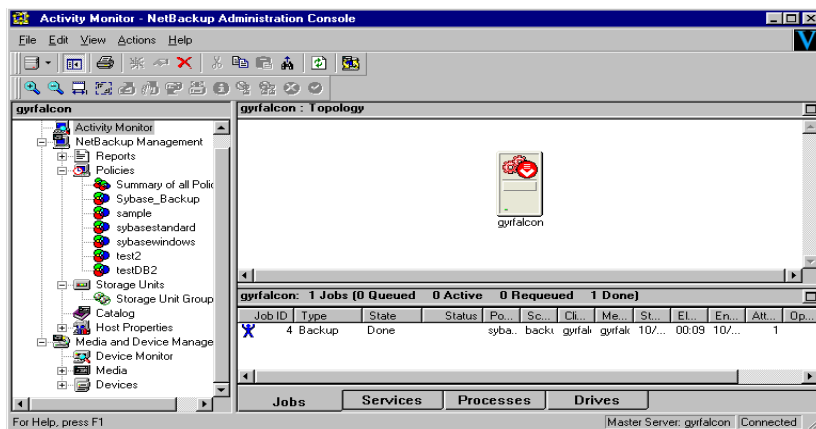 Activity Monitor - NetBackup Administration Console
File Edit View Actions Help
V
gyrfalcon
Activity Monitor
NetBackup Management
Reports
Policies
Summary of all Polic
Sybase_Backup
sample
sybasestandard
sybasewindows
test2
testDB2
Storage Units
Storage Unit Group
Catalog
Host Properties
Media and Device Manage
Device Monitor
Media
Devices
gyrfalcon : Topology
gyrfalcon
gyrfalcon: 1 Jobs (0 Queued 0 Active 0 Requeued 1 Done)
Job ID Type State Status Po... Sc... Cli... Me... St... El... En... Att... Op...
4 Backup Done syba.. backu gyrfal gyrfalc 10/... 00:09 10/... 1
Jobs Services Processes Drives
For Help, press F1 Master Server: gyrfalcon Connected